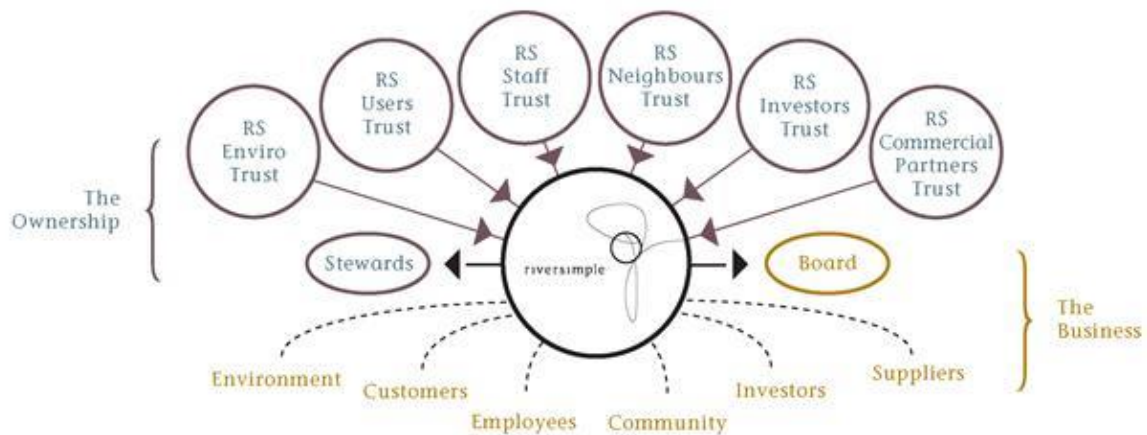 RS
Enviro
Trust
RS
Users
Trust
RS
Staff
Trust
RS
Neighbours
Trust
RS
Investors
Trust
RS
Commercial
Partners
Trust
The
Ownership
Stewards
riversimple
Board
The
Business
Environment
Customers
Employees
Community
Investors
Suppliers